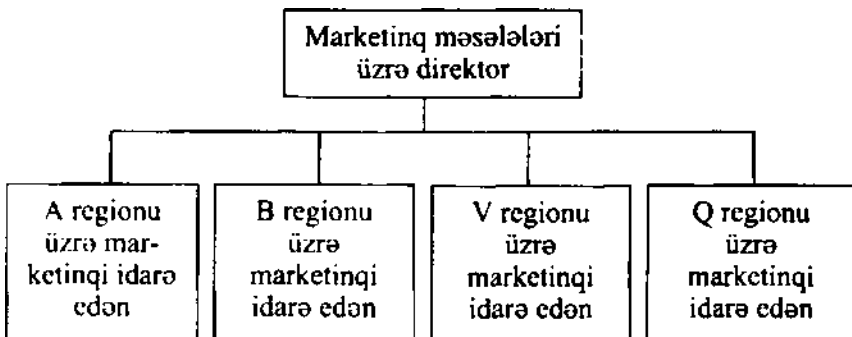 Marketinq məsələləri
üzrə direktor
A regionu
üzrə mar-
ketinqi idarə
edən
B regionu
üzrə
marketinqi
idarə edən
V regionu
üzrə
marketinqi
idarə edən
Q regionu
üzrə
marketinqi
idarə edən